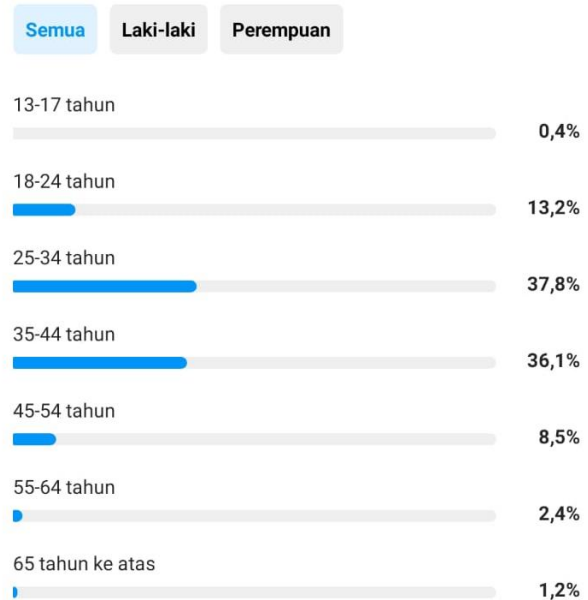 Semua Laki-laki Perempuan
13-17 tahun
0,4%
18-24 tahun
13,2%
25-34 tahun
37,8%
35-44 tahun
36,1%
45-54 tahun
8,5%
55-64 tahun
2,4%
65 tahun ke atas
1,2%